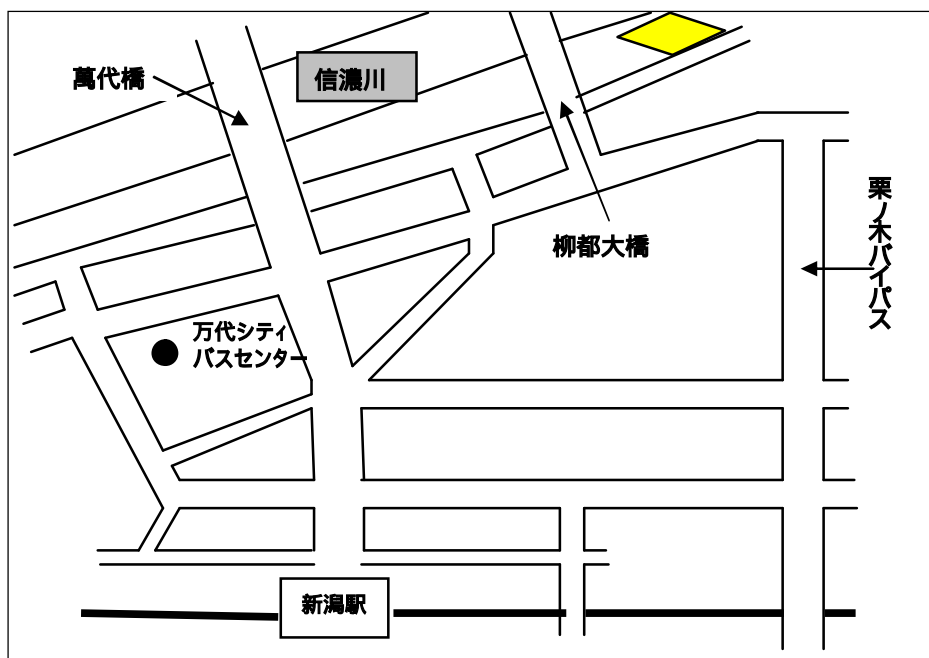 萬代橋
信濃川
柳都大橋
栗ノ木バイパス
万代シティ
バスセンター
新潟駅